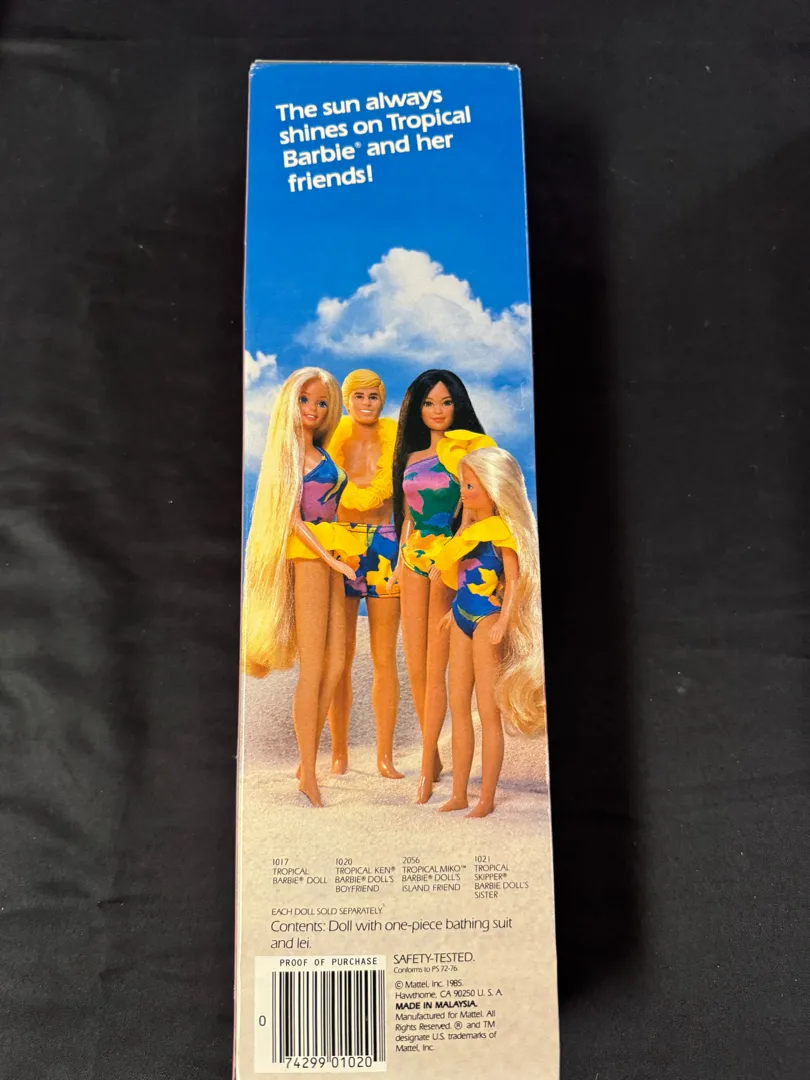 The sun always
shines on Tropical
Barbie® and her
friends!
1017
TROPICAL
BARBIE® DOLL
1020
TROPICAL KEN®
BARBIE® DOLL'S
BOYFRIEND
2056
TROPICAL MIKO™
BARBIE® DOLL'S
ISLAND FRIEND
1021
TROPICAL
SKIPPER®
BARBIE DOLL'S
SISTER
EACH DOLL SOLD SEPARATELY
Contents: Doll with one-piece bathing suit
and lei.
PROOF OF PURCHASE
0 74299 01020
SAFETY-TESTED.
Conforms to PS 72-76.
© Mattel, Inc. 1985.
Hawthorne, CA 90250 U. S. A.
MADE IN MALAYSIA.
Manufactured for Mattel. All
Rights Reserved. ® and TM
designate U.S. trademarks of
Mattel, Inc.